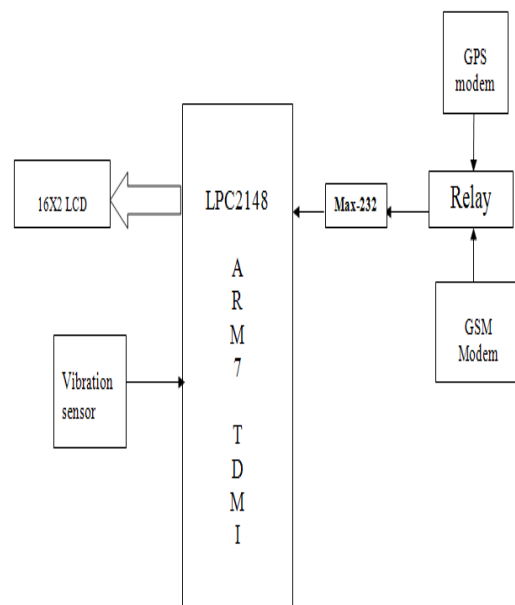 GPS
modem
16X2 LCD
LPC2148
Max-232
Relay
A
R
M
7
T
D
M
I
GSM
Modem
Vibration
sensor